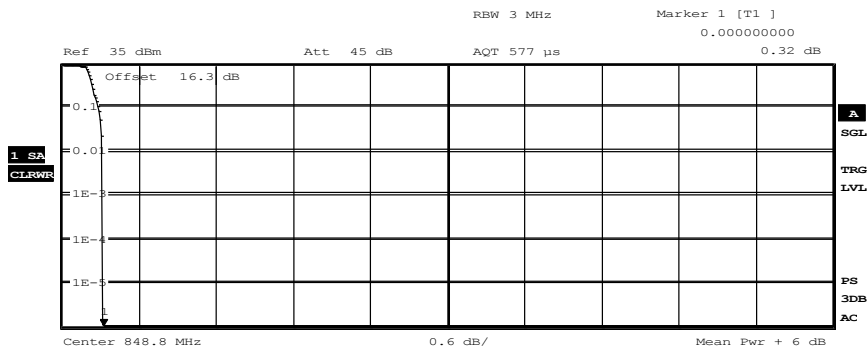 RBW 3 MHz Marker 1 [T1 ]
0.000000000
Ref 35 dBm Att 45 dB AQT 577 µs 0.32 dB
Offset 16.3 dB
0.1
A
SGL
1 SA
0.01
CLRWR
TRG
1E-3
LVL
1E-4
1E-5
PS
3DB
1
AC
Center 848.8 MHz 0.6 dB/ Mean Pwr + 6 dB